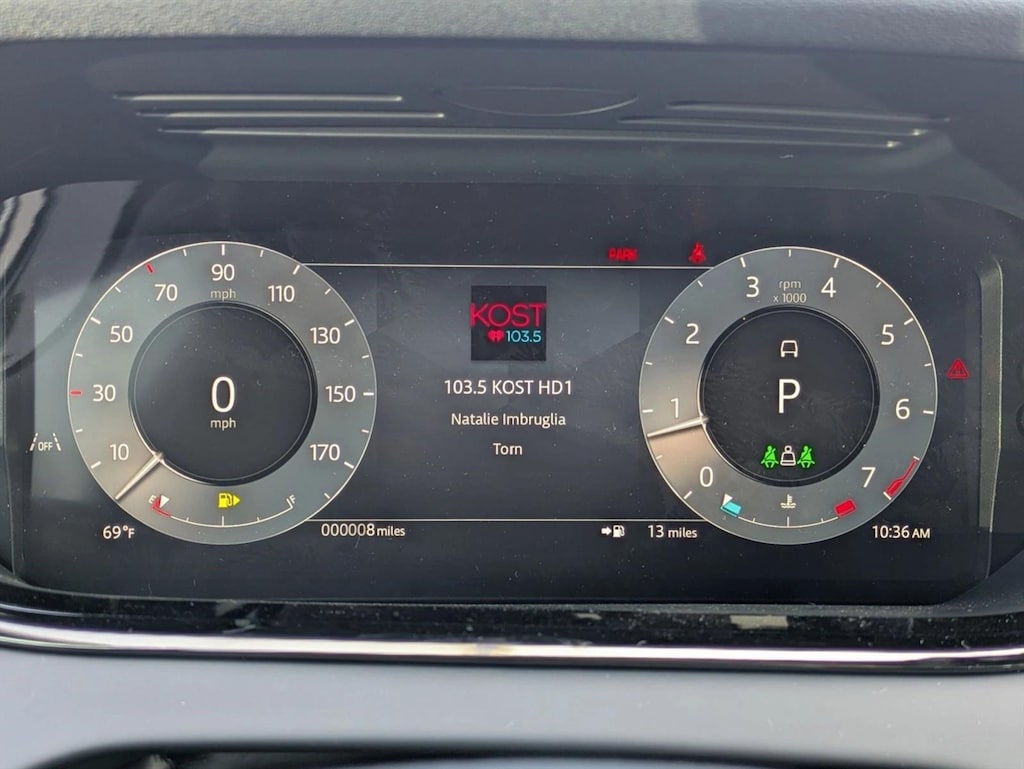 PARK
10
30
50
70
90
mph
110
130
150
170
0
mph
E
F
OFF
69°F
000008 miles
KOST
103.5
103.5 KOST HD1
Natalie Imbruglia
Torn
13 miles
0
1
2
3
4
5
6
7
rpm
x 1000
P
10:36 AM